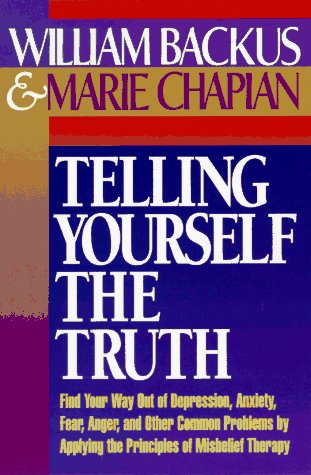 WILLIAM BACKUS
& MARIE CHAPIAN
TELLING
YOURSELF
THE
TRUTH
Find Your Way Out of Depression, Anxiety,
Fear, Anger, and Other Common Problems by
Applying the Principles of Misbelief Therapy